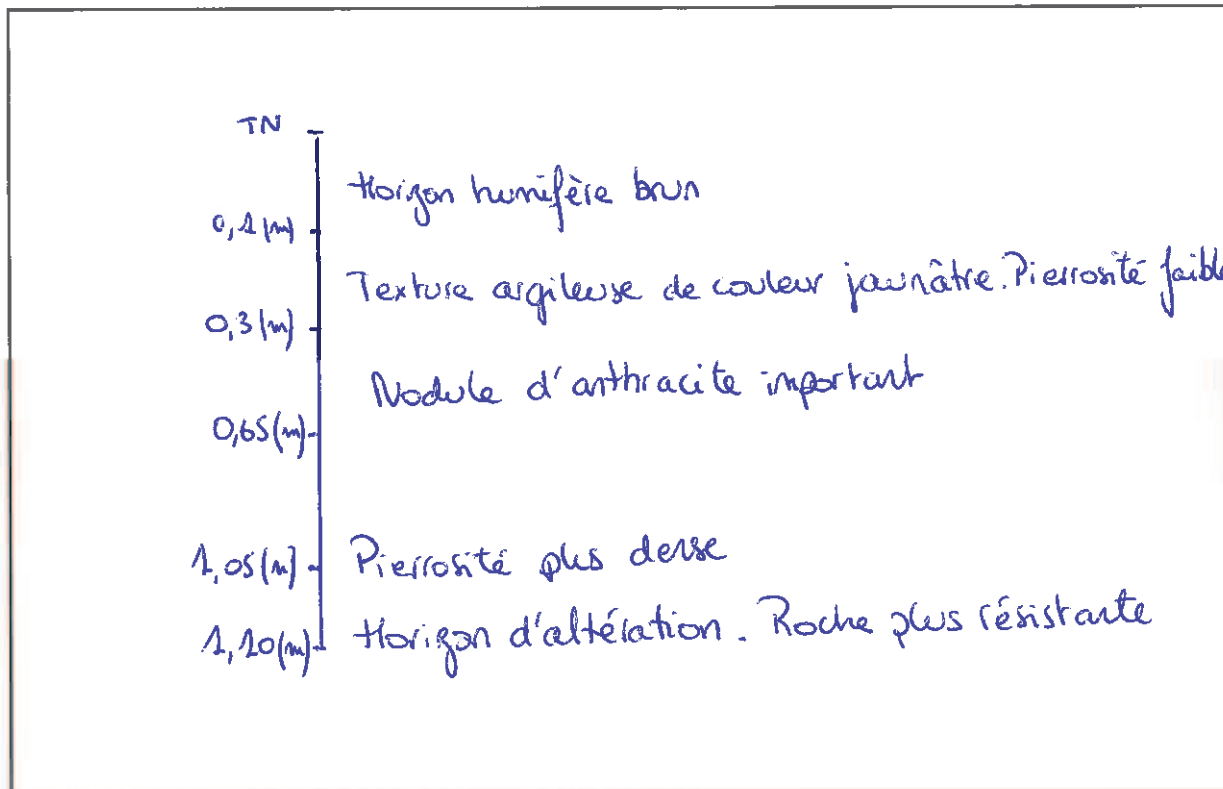 TN
Horizon humifère brun
0,1(m)
Texture argileuse de couleur jaunâtre. Pierrosité faible
0,3(m)
Nodule d'anthracite important
0,65(m)
1,05(m) Pierrosité plus dense
1,10(m) Horizon d'altération. Roche plus résistante